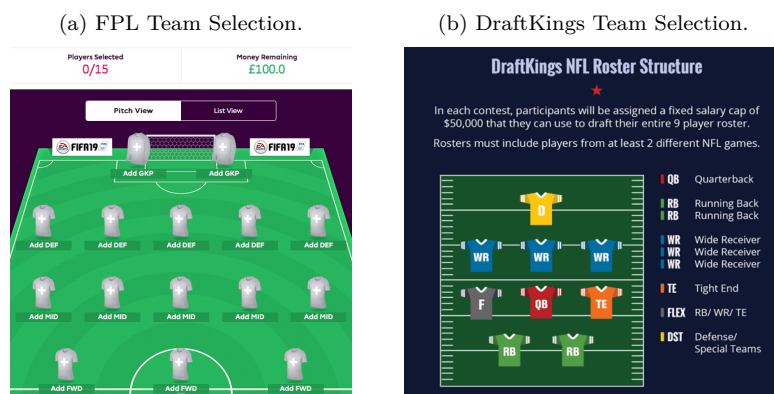 (a) FPL Team Selection.
Players Selected
0/15
Money Remaining
£100.0
Pitch View
List View
FIFA19
FIFA19
Add GKP
Add GKP
Add DEF
Add DEF
Add DEF
Add DEF
Add DEF
Add MID
Add MID
Add MID
Add MID
Add MID
Add FWD
Add FWD
Add FWD
(b) DraftKings Team Selection.
DraftKings NFL Roster Structure
In each contest, participants will be assigned a fixed salary cap of
$50,000 that they can use to draft their entire 9 player roster.
Rosters must include players from at least 2 different NFL games.
D
WR
WR
WR
F
QB
TE
RB
RB
QB Quarterback
RB Running Back
RB Running Back
WR Wide Receiver
WR Wide Receiver
WR Wide Receiver
TE Tight End
FLEX RB/ WR/ TE
DST Defense/
Special Teams